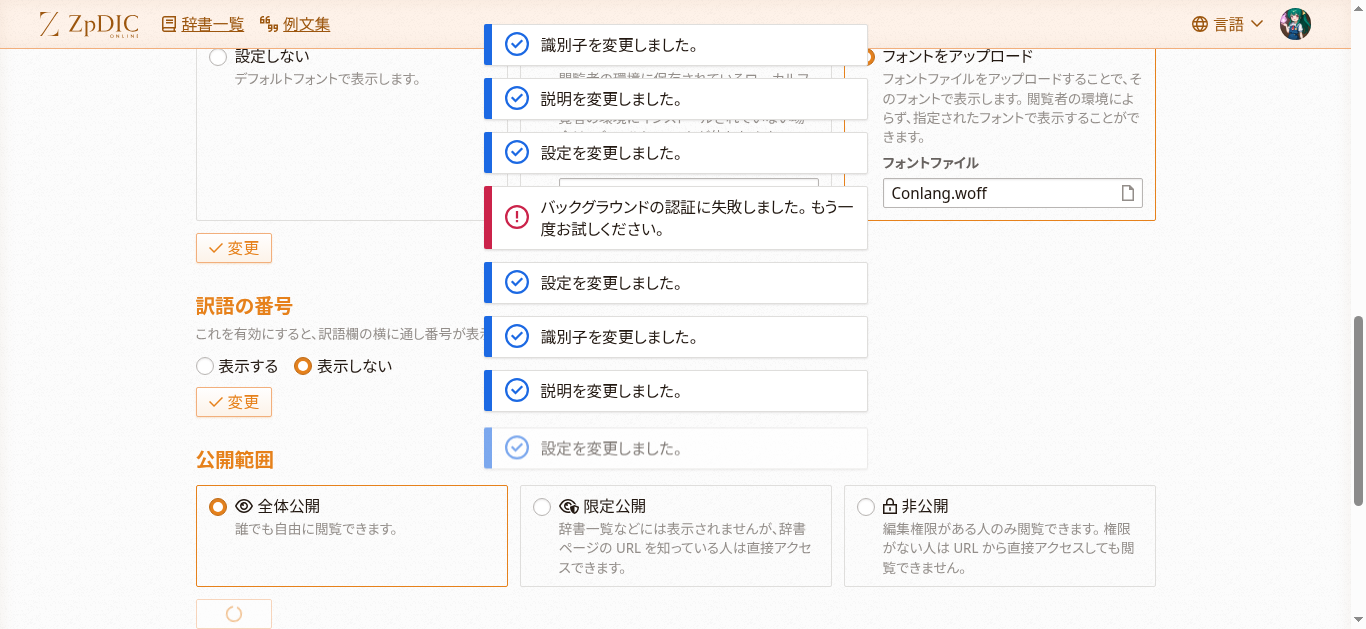 ZpDIC
ONLINE
辞書一覧
例文集
言語
設定しない
デフォルトフォントで表示します。
フォントをアップロード
フォントファイルをアップロードすることで、そ
のフォントで表示します。閲覧者の環境によ
らず、指定されたフォントで表示することがで
きます。
フォントファイル
Conlang.woff
識別子を変更しました。
説明を変更しました。
設定を変更しました。
バックグラウンドの認証に失敗しました。もう一
度お試しください。
設定を変更しました。
識別子を変更しました。
説明を変更しました。
設定を変更しました。
変更
訳語の番号
これを有効にすると、訳語欄の横に通し番号が表
表示する
表示しない
変更
公開範囲
全体公開
誰でも自由に閲覧できます。
限定公開
辞書一覧などには表示されませんが、辞書
ページの URL を知っている人は直接アクセ
スできます。
非公開
編集権限がある人のみ閲覧できます。権限
がない人は URL から直接アクセスしても閲
覧できません。